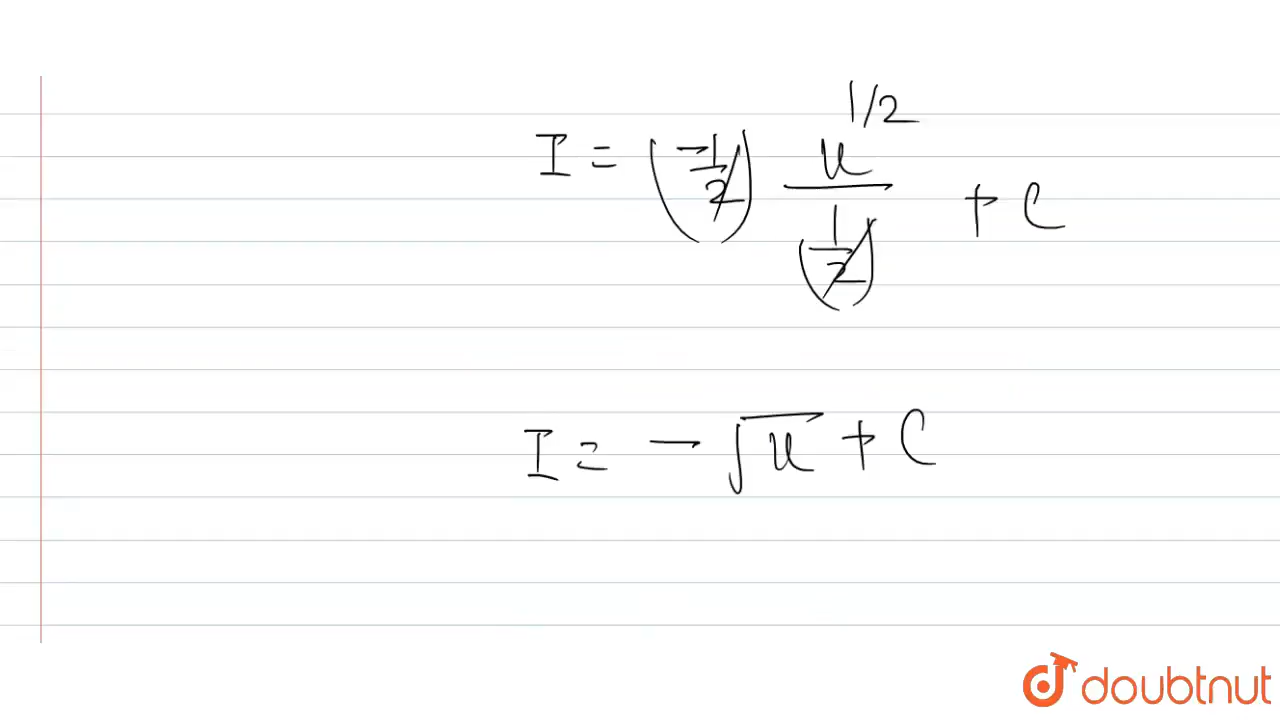 I = (-1/2) u^{1/2}/(1/2) + C
I = -√u + C
doubtnut